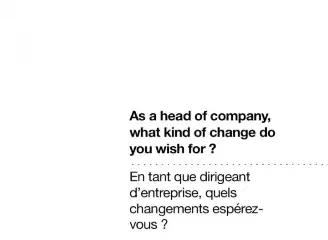 As a head of company,
what kind of change do
you wish for ?
En tant que dirigeant
d'entreprise, quels
changements espérez-
vous ?